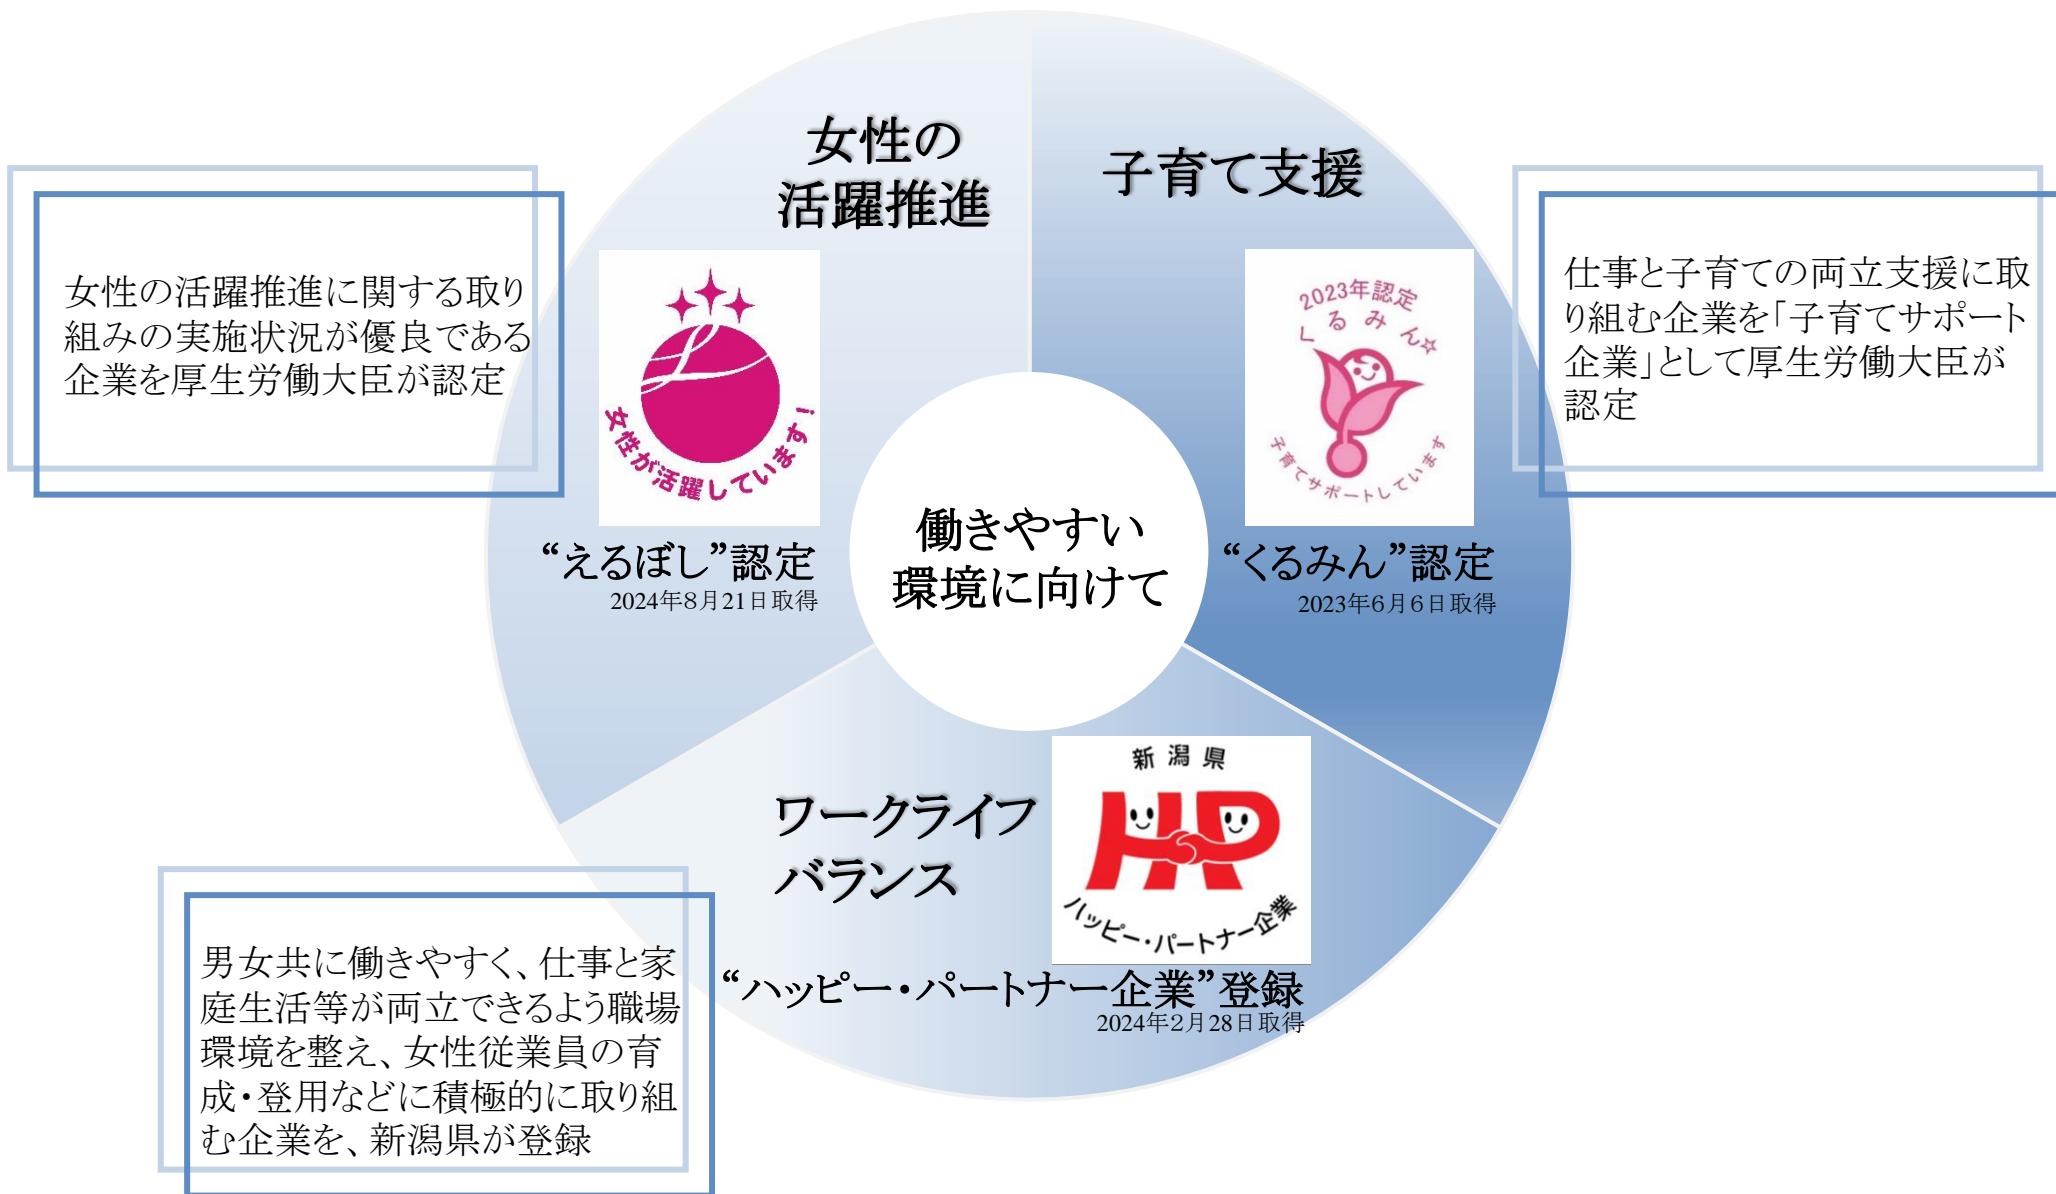 女性の
活躍推進
子育て支援
女性の活躍推進に関する取り
組みの実施状況が優良である
企業を厚生労働大臣が認定
女性が活躍しています!
“えるぼし”認定
2024年8月21日取得
2023年認定
くるみん☆
子育てサポートしています
“くるみん”認定
2023年6月6日取得
仕事と子育ての両立支援に取
り組む企業を「子育てサポート
企業」として厚生労働大臣が
認定
働きやすい
環境に向けて
ワークライフ
バランス
新潟県
HP
ハッピー・パートナー企業
“ハッピー・パートナー企業”登録
2024年2月28日取得
男女共に働きやすく、仕事と家
庭生活等が両立できるよう職場
環境を整え、女性従業員の育
成・登用などに積極的に取り組
む企業を、新潟県が登録